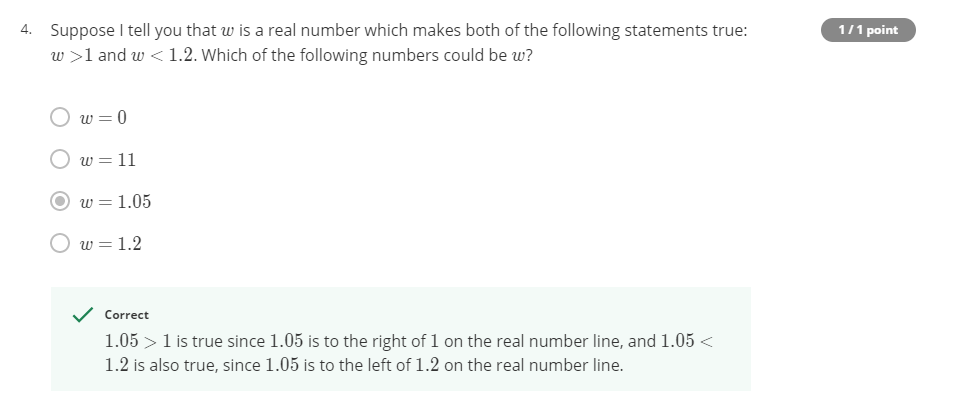 4. Suppose I tell you that w is a real number which makes both of the following statements true: 1 / 1 point
w >1 and w < 1.2. Which of the following numbers could be w?
w = 0
w = 11
w = 1.05
w = 1.2
Correct
1.05 > 1 is true since 1.05 is to the right of 1 on the real number line, and 1.05 <
1.2 is also true, since 1.05 is to the left of 1.2 on the real number line.